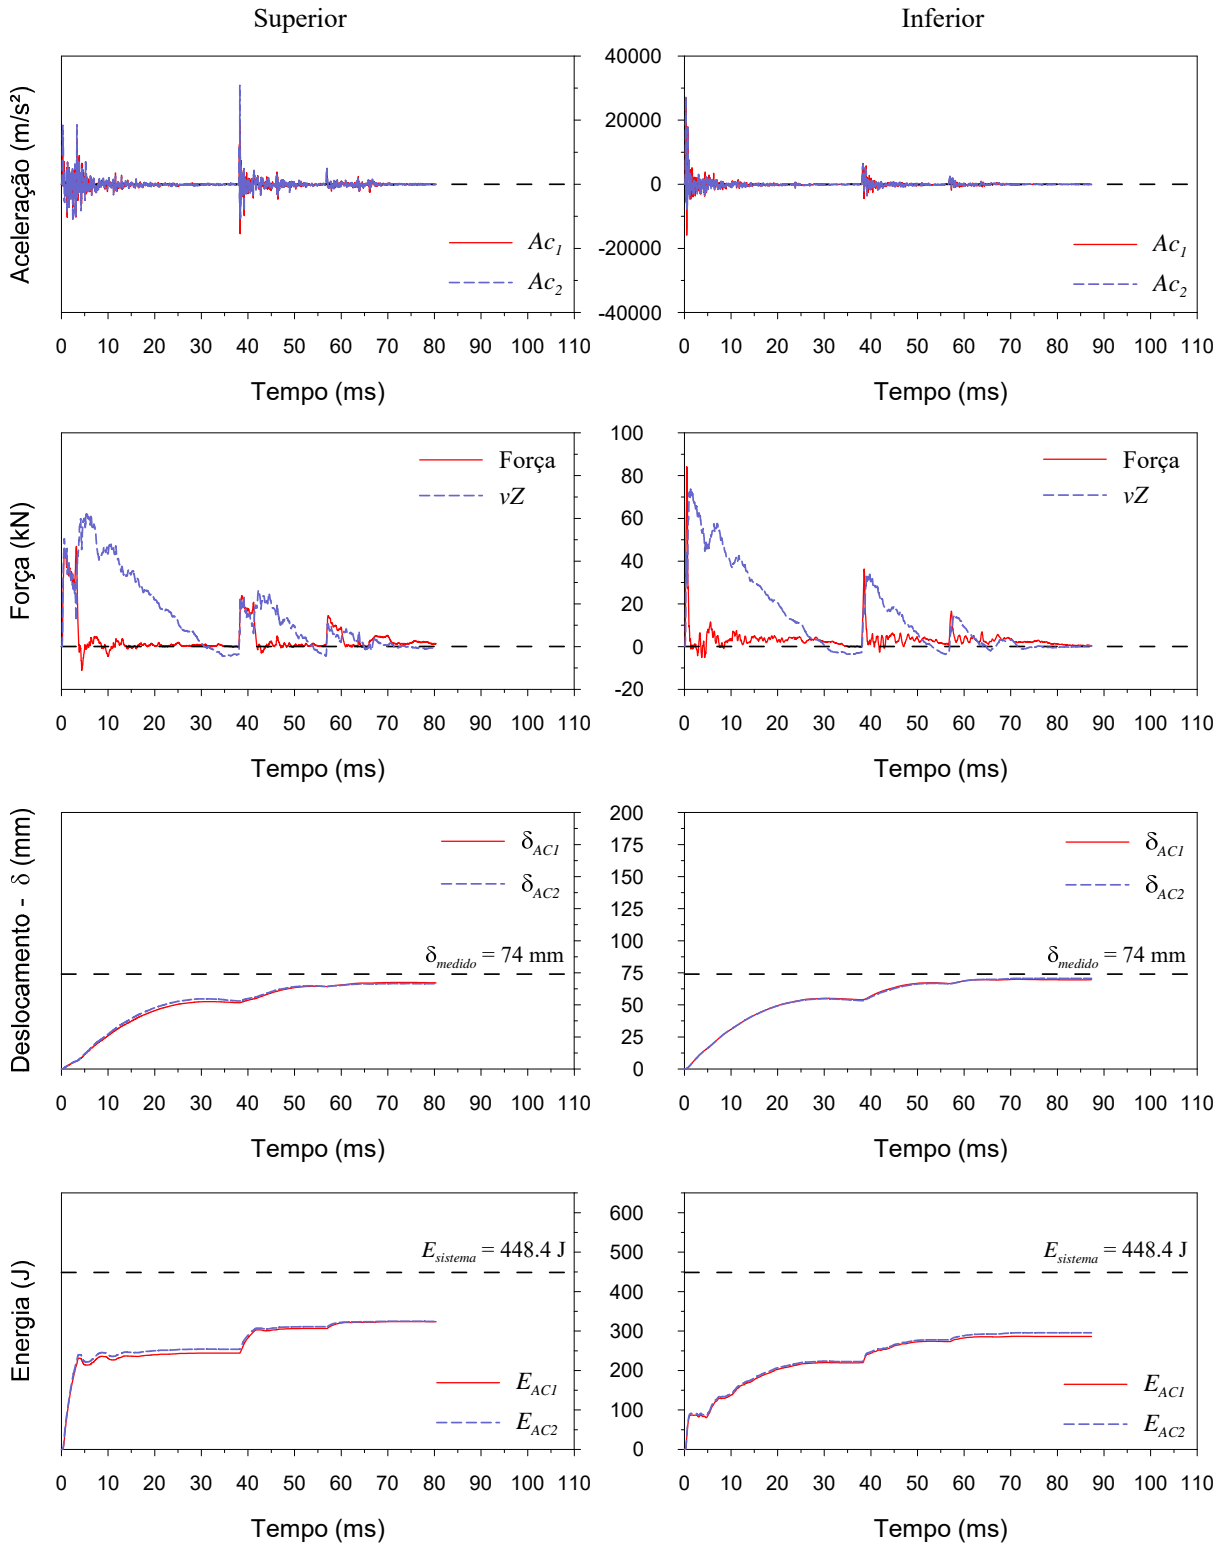 Superior
Inferior
Aceleração (m/s²)
40000
20000
0
-20000
-40000
Ac1
Ac2
Ac1
Ac2
0 10 20 30 40 50 60 70 80 90 100 110
0 10 20 30 40 50 60 70 80 90 100 110
Tempo (ms)
Tempo (ms)
Força (kN)
100
80
60
40
20
0
-20
Força
vZ
Força
vZ
0 10 20 30 40 50 60 70 80 90 100 110
0 10 20 30 40 50 60 70 80 90 100 110
Tempo (ms)
Tempo (ms)
Deslocamento - δ (mm)
200
175
150
125
100
75
50
25
0
δAC1
δAC2
δmedido = 74 mm
δAC1
δAC2
δmedido = 74 mm
0 10 20 30 40 50 60 70 80 90 100 110
0 10 20 30 40 50 60 70 80 90 100 110
Tempo (ms)
Tempo (ms)
Energia (J)
600
500
400
300
200
100
0
Esistema = 448.4 J
EAC1
EAC2
Esistema = 448.4 J
EAC1
EAC2
0 10 20 30 40 50 60 70 80 90 100 110
0 10 20 30 40 50 60 70 80 90 100 110
Tempo (ms)
Tempo (ms)